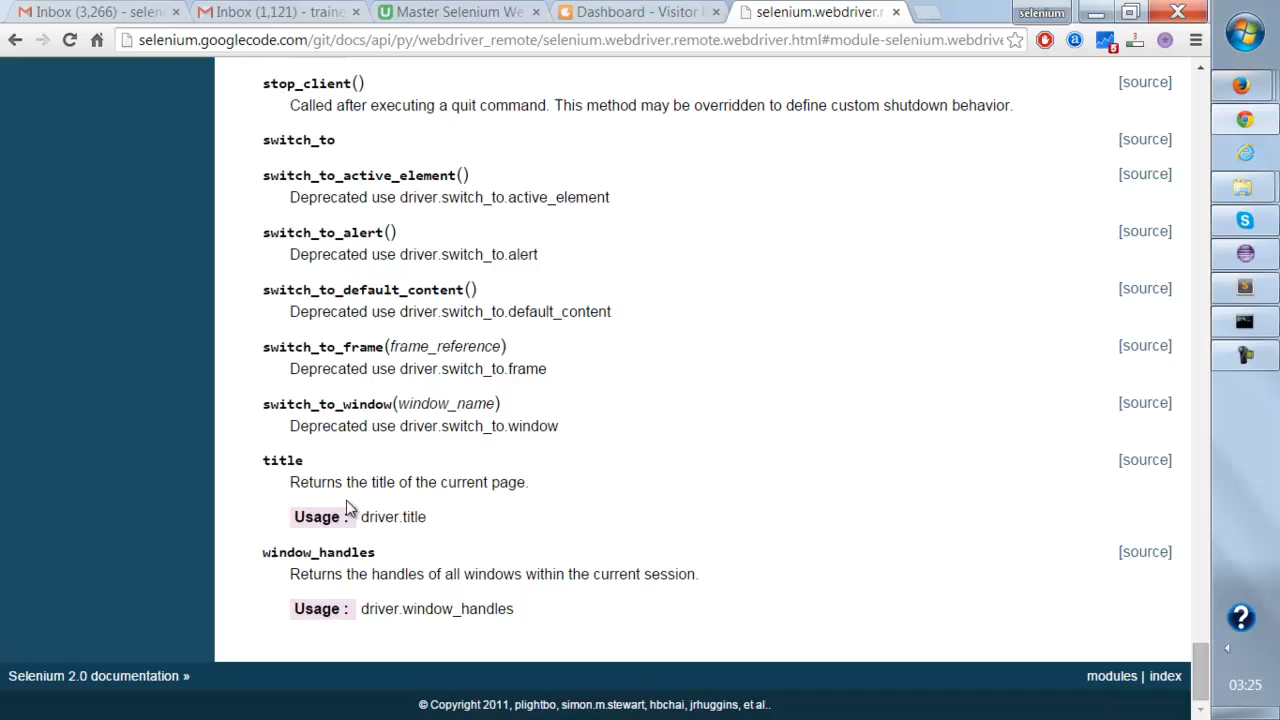 Inbox (3,266) - selen
Inbox (1,121) - traine
Master Selenium We
Dashboard - Visitor I
selenium.webdriver.r
selenium
selenium.googlecode.com/git/docs/api/py/webdriver_remote/selenium.webdriver.remote.webdriver.html#module-selenium.webdrive
stop_client() [source]
Called after executing a quit command. This method may be overridden to define custom shutdown behavior.
switch_to [source]
switch_to_active_element() [source]
Deprecated use driver.switch_to.active_element
switch_to_alert() [source]
Deprecated use driver.switch_to.alert
switch_to_default_content() [source]
Deprecated use driver.switch_to.default_content
switch_to_frame(frame_reference) [source]
Deprecated use driver.switch_to.frame
switch_to_window(window_name) [source]
Deprecated use driver.switch_to.window
title [source]
Returns the title of the current page.
Usage : driver.title
window_handles [source]
Returns the handles of all windows within the current session.
Usage : driver.window_handles
Selenium 2.0 documentation » modules | index
© Copyright 2011, plightbo, simon.m.stewart, hbchai, jrhuggins, et al..
03:25